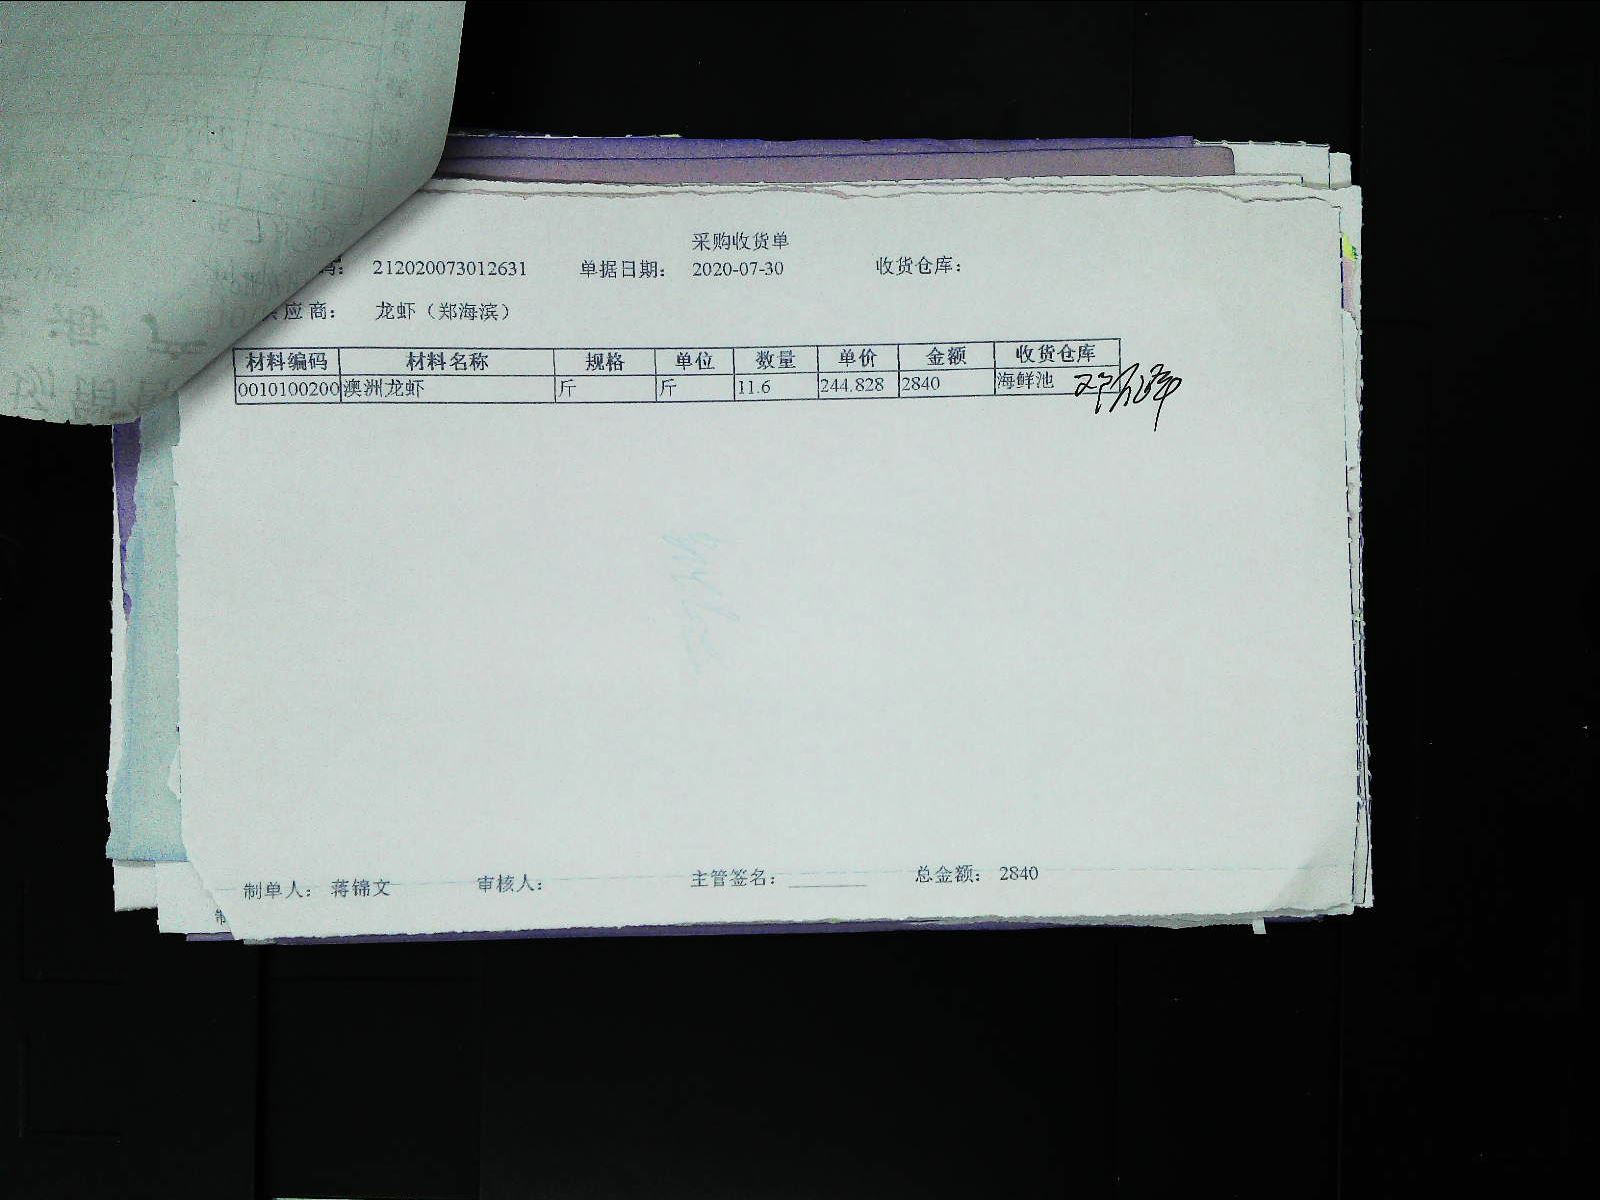 采购收货单
码： 212020073012631 单据日期： 2020-07-30 收货仓库：
应商： 龙虾（郑海滨）
材料编码 材料名称 规格 单位 数量 单价 金额 收货仓库
0010100200 澳洲龙虾 斤 斤 11.6 244.828 2840 海鲜池
制单人： 蒋锦文 审核人： 主管签名： 总金额： 2840